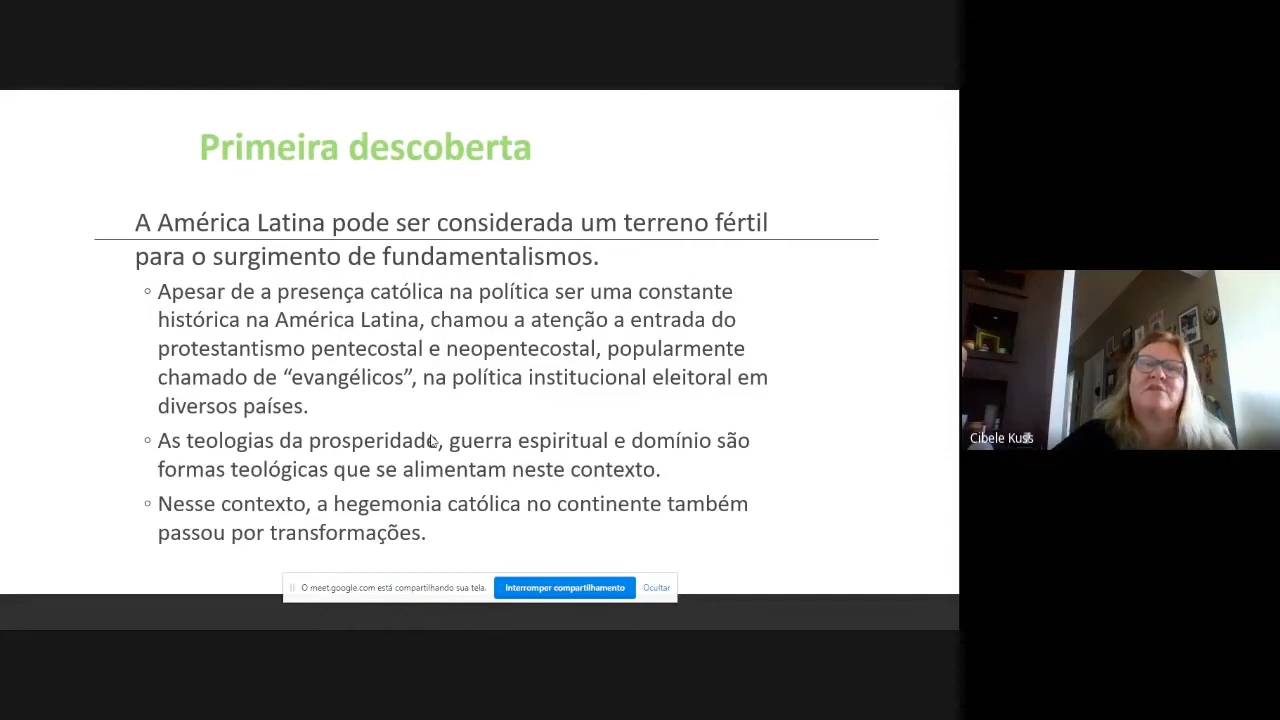 Primeira descoberta
A América Latina pode ser considerada um terreno fértil
para o surgimento de fundamentalismos.
◦ Apesar de a presença católica na política ser uma constante
histórica na América Latina, chamou a atenção a entrada do
protestantismo pentecostal e neopentecostal, popularmente
chamado de “evangélicos”, na política institucional eleitoral em
diversos países.
◦ As teologias da prosperidade, guerra espiritual e domínio são
formas teológicas que se alimentam neste contexto.
◦ Nesse contexto, a hegemonia católica no continente também
passou por transformações.
O meet.google.com está compartilhando sua tela. Interromper compartilhamento Ocultar
Cibele Kuss